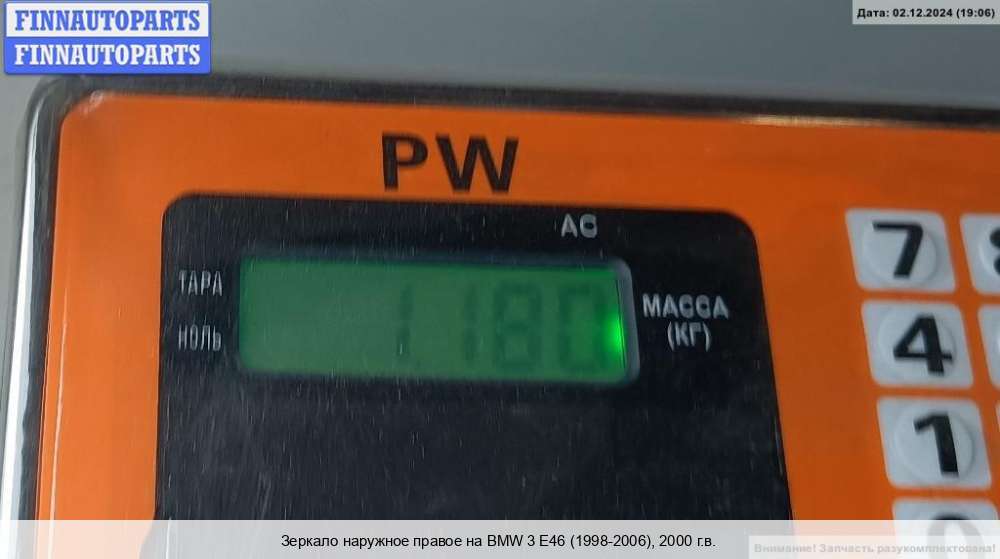 FINNAUTOPARTS
FINNAUTOPARTS
Дата: 02.12.2024 (19:06)
PW
AC
ТАРА
НОЛЬ
1.180
МАССА
(КГ)
7
4
1
Зеркало наружное правое на BMW 3 E46 (1998-2006), 2000 г.в.
Внимание! Запчасть разукомплектована!